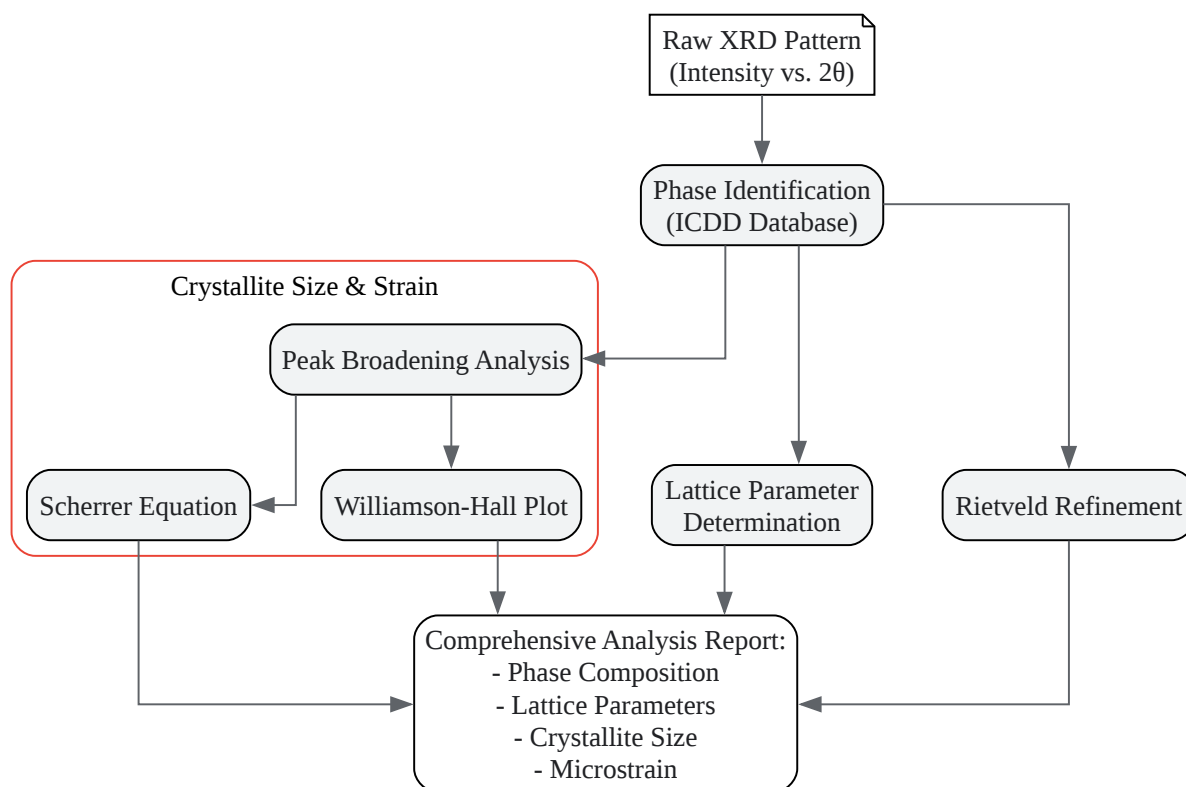 Raw XRD Pattern
(Intensity vs. 2θ)
Phase Identification
(ICDD Database)
Crystallite Size & Strain
Peak Broadening Analysis
Scherrer Equation
Williamson-Hall Plot
Lattice Parameter
Determination
Rietveld Refinement
Comprehensive Analysis Report:
- Phase Composition
- Lattice Parameters
- Crystallite Size
- Microstrain